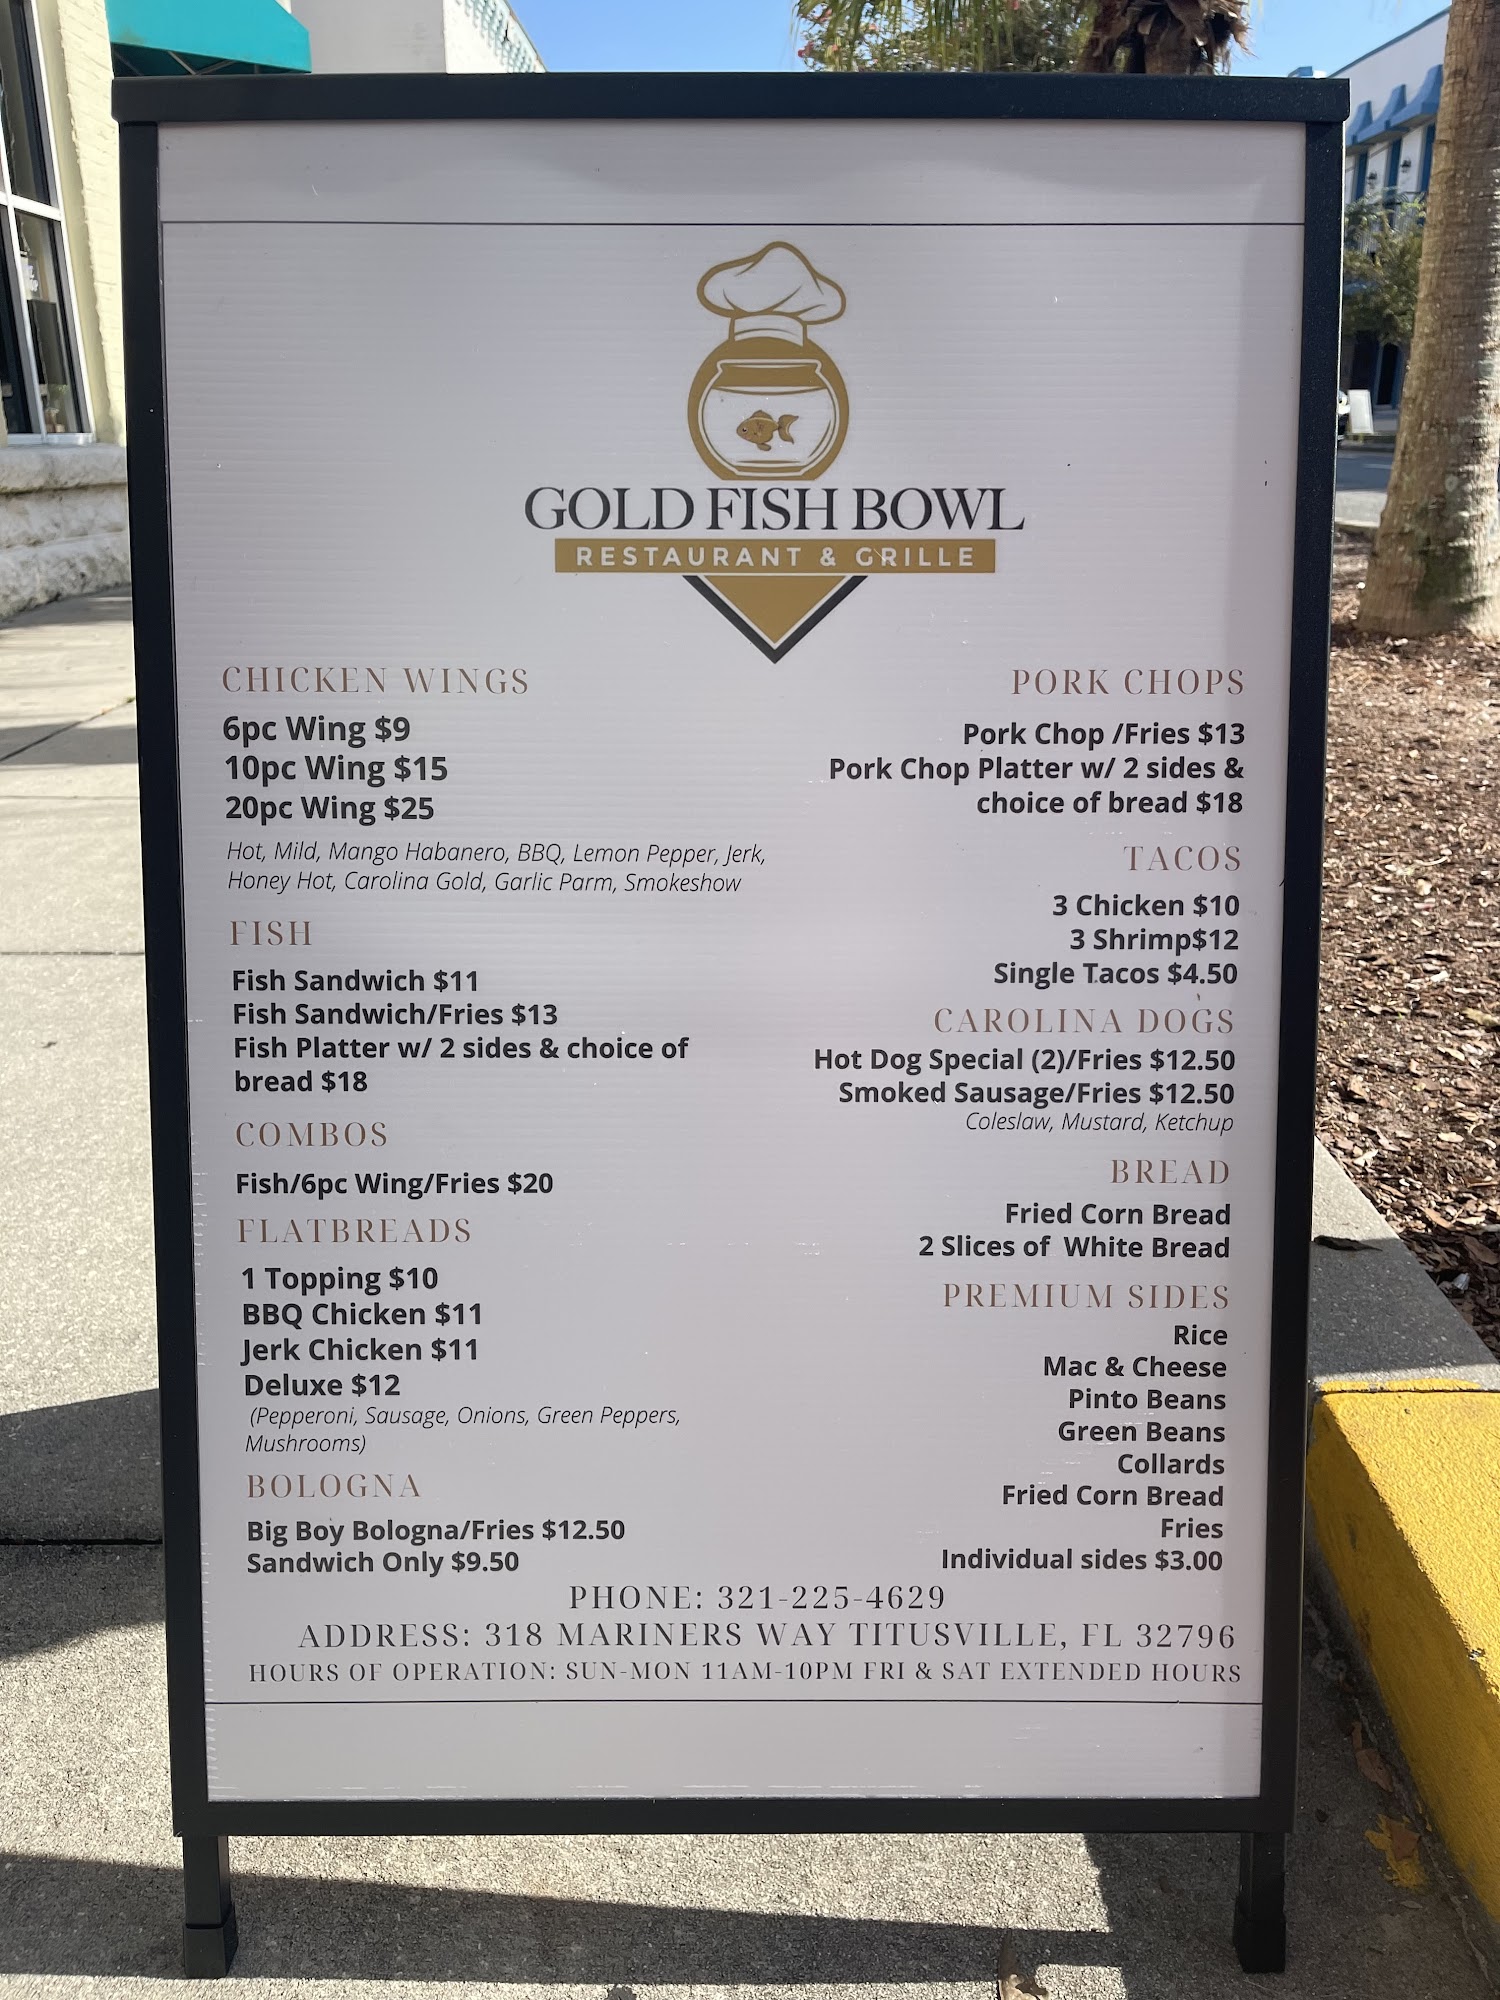 GOLD FISH BOWL
RESTAURANT & GRILLE
CHICKEN WINGS
6pc Wing $9
10pc Wing $15
20pc Wing $25
Hot, Mild, Mango Habanero, BBQ, Lemon Pepper, Jerk,
Honey Hot, Carolina Gold, Garlic Parm, Smokeshow
FISH
Fish Sandwich $11
Fish Sandwich/Fries $13
Fish Platter w/ 2 sides & choice of
bread $18
COMBOS
Fish/6pc Wing/Fries $20
FLATBREADS
1 Topping $10
BBQ Chicken $11
Jerk Chicken $11
Deluxe $12
(Pepperoni, Sausage, Onions, Green Peppers,
Mushrooms)
BOLOGNA
Big Boy Bologna/Fries $12.50
Sandwich Only $9.50
PORK CHOPS
Pork Chop /Fries $13
Pork Chop Platter w/ 2 sides &
choice of bread $18
TACOS
3 Chicken $10
3 Shrimp$12
Single Tacos $4.50
CAROLINA DOGS
Hot Dog Special (2)/Fries $12.50
Smoked Sausage/Fries $12.50
Coleslaw, Mustard, Ketchup
BREAD
Fried Corn Bread
2 Slices of White Bread
PREMIUM SIDES
Rice
Mac & Cheese
Pinto Beans
Green Beans
Collards
Fried Corn Bread
Fries
Individual sides $3.00
PHONE: 321-225-4629
ADDRESS: 318 MARINERS WAY TITUSVILLE, FL 32796
HOURS OF OPERATION: SUN-MON 11AM-10PM FRI & SAT EXTENDED HOURS